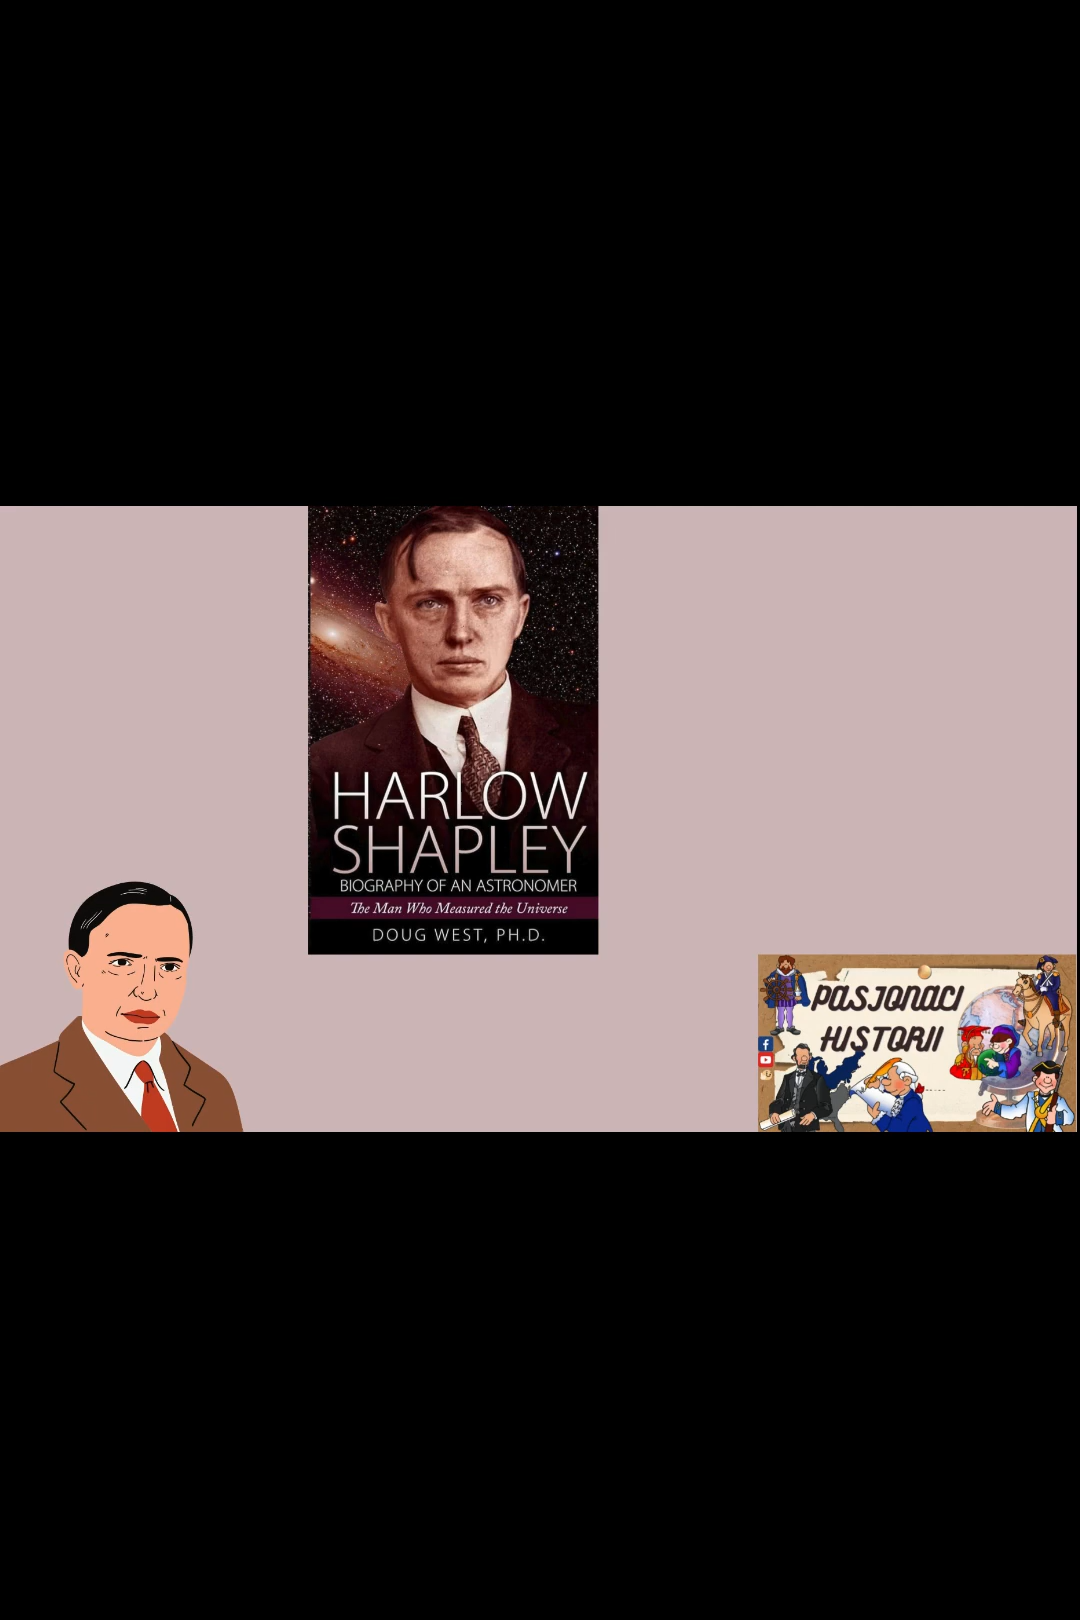 HARLOW
SHAPLEY
BIOGRAPHY OF AN ASTRONOMER
The Man Who Measured the Universe
DOUG WEST, PH.D.
PASJONACI
HISTORII